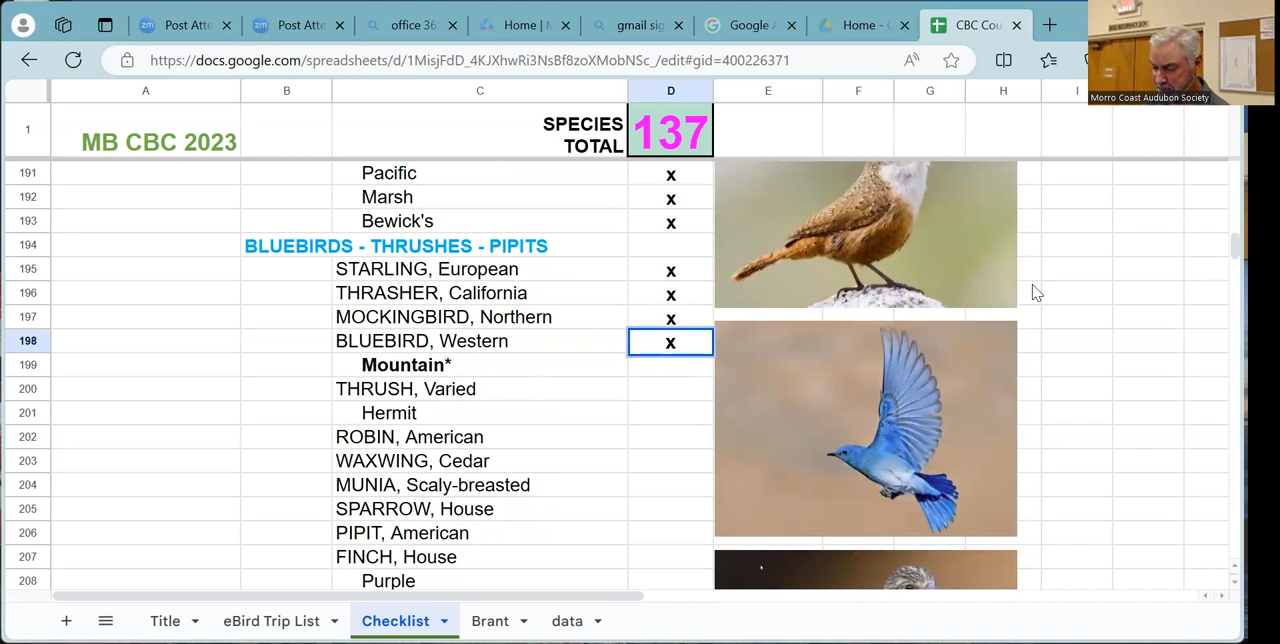 Post Atte
Post Atte
office 36
Home | N
gmail sig
Google A
Home - G
CBC Cou
https://docs.google.com/spreadsheets/d/1MisjFdD_4KJXhwRi3NsBf8zoXMobNSc_/edit#gid=400226371
Morro Coast Audubon Society
A B C D E F G H I
1 MB CBC 2023 SPECIES TOTAL 137
191 Pacific x
192 Marsh x
193 Bewick's x
194 BLUEBIRDS - THRUSHES - PIPITS
195 STARLING, European x
196 THRASHER, California x
197 MOCKINGBIRD, Northern x
198 BLUEBIRD, Western x
199 Mountain*
200 THRUSH, Varied
201 Hermit
202 ROBIN, American
203 WAXWING, Cedar
204 MUNIA, Scaly-breasted
205 SPARROW, House
206 PIPIT, American
207 FINCH, House
208 Purple
Title eBird Trip List Checklist Brant data